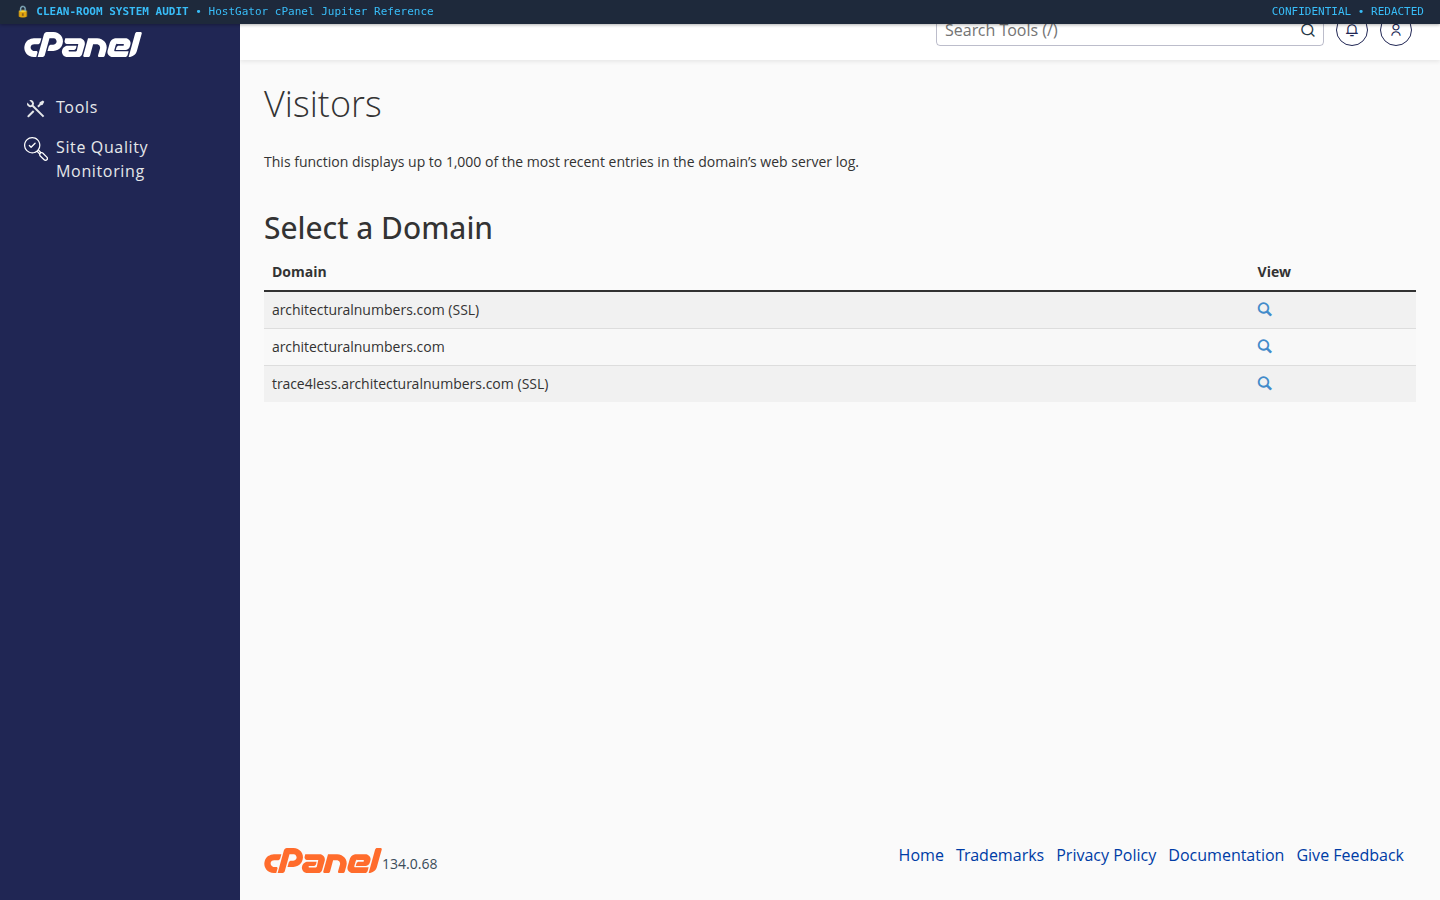 🔒 CLEAN-ROOM SYSTEM AUDIT • HostGator cPanel Jupiter Reference
CONFIDENTIAL • REDACTED
cPanel
Search Tools (/)
Tools
Site Quality
Monitoring
Visitors
This function displays up to 1,000 of the most recent entries in the domain’s web server log.
Select a Domain
Domain View
architecturalnumbers.com (SSL)
architecturalnumbers.com
trace4less.architecturalnumbers.com (SSL)
cPanel 134.0.68
Home Trademarks Privacy Policy Documentation Give Feedback